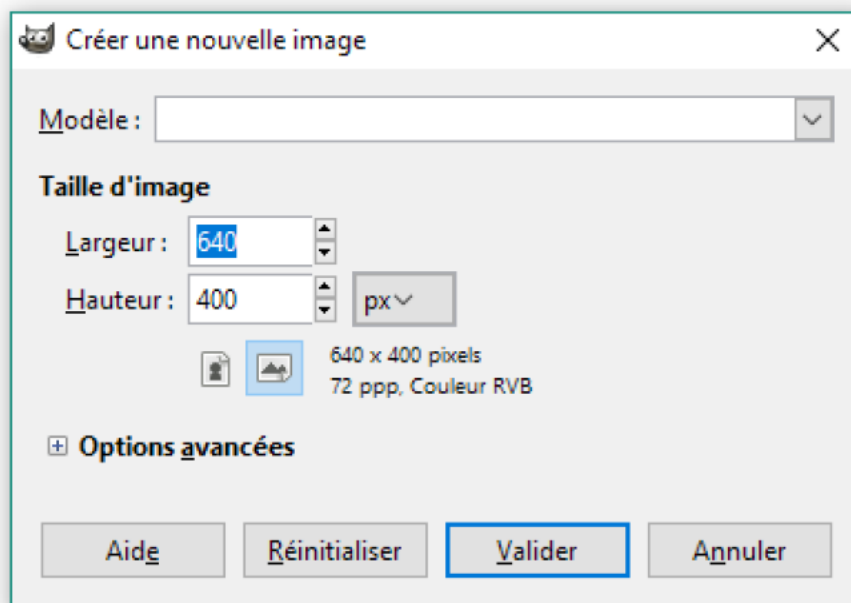 Créer une nouvelle image
Modèle :
Taille d'image
Largeur : 640
Hauteur : 400 px
640 x 400 pixels
72 ppp, Couleur RVB
Options avancées
Aide Réinitialiser Valider Annuler